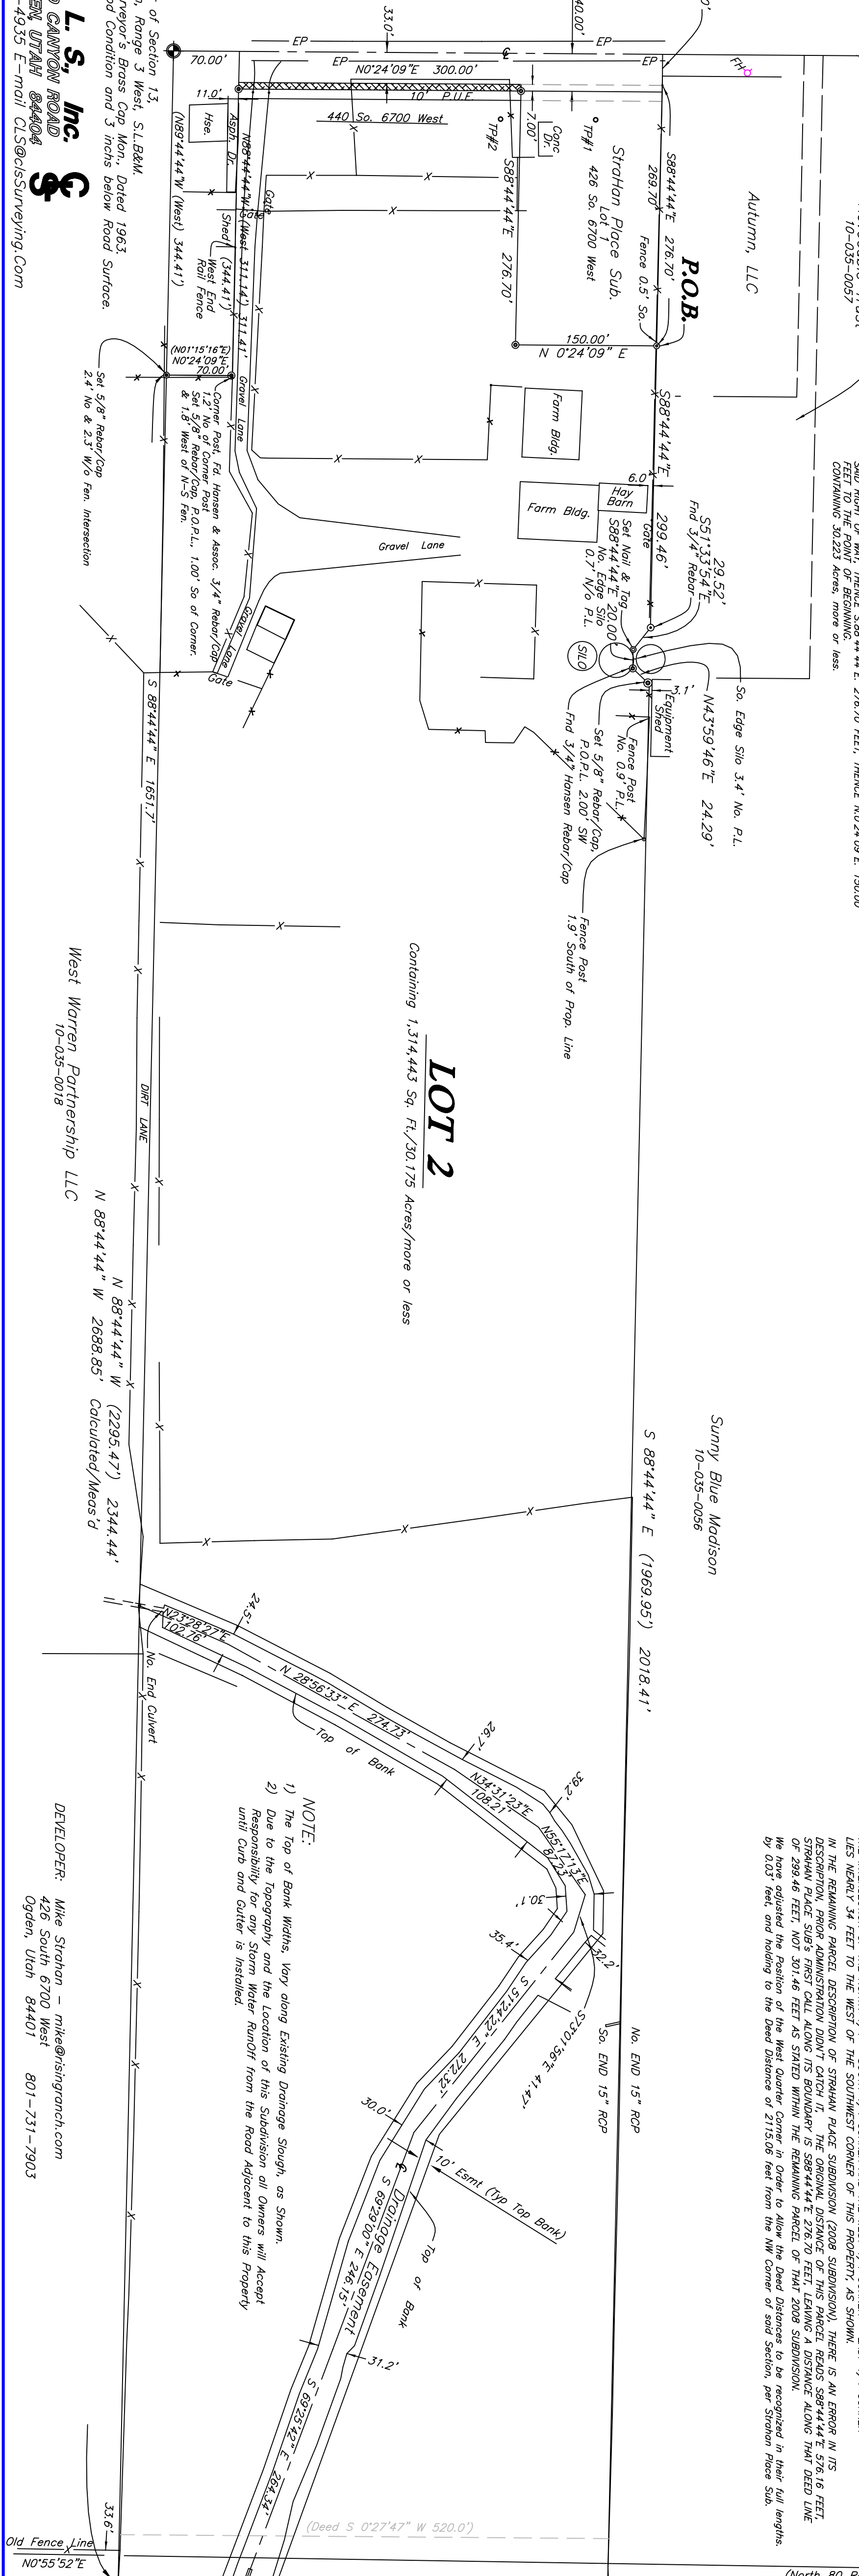 10-035-0057
Autumn, LLC
FH
P.O.B.
EP
EP
EP
EP
33.0'
70.00'
N0°24'09"E 300.00'
11.0'
10' P.U.E.
440 So. 6700 West
7.00'
Conc
Dr.
TP#1
TP#2
StraHan Place Sub.
Lot 1
426 So. 6700 West
S88°44'44"E 276.70'
269.70'
Fence 0.5' So.
S88°44'44"E 276.70'
150.00'
N 0°24'09" E
Hse.
Asph. Dr.
Gate
Gate
Shed
(344.41')
West End
Rail Fence
N88°44'44"W (West 311.14') 311.41'
(N89°44'44"W (West) 344.41')
(N01°15'16"E)
N0°24'09"E
70.00'
Gravel Lane
Set 5/8" Rebar/Cap
2.4' No & 2.3' W/o Fen. Intersection
Corner Post, Fd. Hansen & Assoc. 3/4" Rebar/Cap
1.2' No of Corner Post
Set 5/8" Rebar/Cap, P.O.P.L., 1.00' So of Corner.
& 1.8' West of N-S Fen.
of Section 13,
Range 3 West, S.L.B&M.
Surveyor's Brass Cap Mon., Dated 1963,
Condition and 3 inchs below Road Surface.
L. S., Inc.
CANYON ROAD
UTAH 84404
-4935 E-mail CLS@clsSurveying.Com
Farm Bldg.
Farm Bldg.
Hay
Barn
6.0'
S88°44'44"E 299.46'
Gate
Gravel Lane
Gravel Lane
Gate
29.52'
S51°33'54"E
Fnd 3/4" Rebar
Set Nail & Tag
S88°44'44"E 20.00'
No. Edge Silo
0.7' N/o P.L.
SILO
So. Edge Silo 3.4' No. P.L.
N43°59'46"E 24.29'
3.1'
Equipment
Shed
Fence Post
No. 0.9' P.L.
Set 5/8" Rebar/Cap,
P.O.P.L. 2.00' SW
Fnd 3/4" Hansen Rebar/Cap
Fence Post
1.9' South of Prop. Line
FEET TO THE POINT OF BEGINNING.
CONTAINING 30.223 Acres, more or less.
S 88°44'44" E 1651.7'
DIRT LANE
West Warren Partnership LLC
10-035-0018
LOT 2
Containing 1,314,443 Sq. Ft./30.175 Acres/more or less
N 88°44'44" W (2295.47') 2344.44'
N 88°44'44" W 2688.85' Calculated/Meas'd
Sunny Blue Madison
10-035-0056
S 88°44'44" E (1969.95') 2018.41'
No. End Culvert
N23°28'27"E
102.76
24.5'
N 28°56'33" E 274.73'
Top of Bank
26.7'
N34°31'23"E
108.21'
39.2'
N55°17'13"E
87.23'
30.1'
32.2'
35.4'
S73°01'56"E 41.47'
S 51°24'22" E 272.32'
So. END 15" RCP
No. END 15" RCP
30.0'
10' Esmt (Typ Top Bank)
Drainage Easement
S 69°29'00" E 246.15'
Top of Bank
31.2'
S 69°25'42" E 264.34'
NOTE:
1) The Top of Bank Widths, Vary along Existing Drainage Slough, as Shown.
2) Due to the Topography and the Location of this Subdivision all Owners will Accept
Responsibility for any Storm Water RunOff from the Road Adjacent to this Property
until Curb and Gutter is Installed.
DEVELOPER: Mike Strahan - mike@risingranch.com
426 South 6700 West
Ogden, Utah 84401 801-731-7903
LIES NEARLY 34 FEET TO THE WEST OF THE SOUTHWEST CORNER OF THIS PROPERTY, AS SHOWN.
IN THE REMAINING PARCEL DESCRIPTION OF STRAHAN PLACE SUBDIVISION (2008 SUBDIVISION), THERE IS AN ERROR IN ITS
DESCRIPTION, PRIOR ADMINISTRATION DIDN'T CATCH IT. THE ORIGINAL DISTANCE OF THIS PARCEL READS S88°44'44"E 576.16 FEET,
STRAHAN PLACE SUB'S FIRST CALL ALONG ITS BOUNDARY IS S88°44'44"E 276.70 FEET, LEAVING A DISTANCE ALONG THAT DEED LINE
OF 299.46 FEET, NOT 301.46 FEET AS STATED WITHIN THE REMAINING PARCEL OF THAT 2008 SUBDIVISION.
We have adjusted the Position of the West Quarter Corner in Order to Allow the Deed Distances to be recognized in their full lengths.
by 0.03' feet, and holding to the Deed Distance of 2115.06 feet from the NW Corner of said Section, per Strahan Place Sub.
(Deed S 0°27'47" W 520.0')
33.6'
Old Fence Line
N0°55'52"E